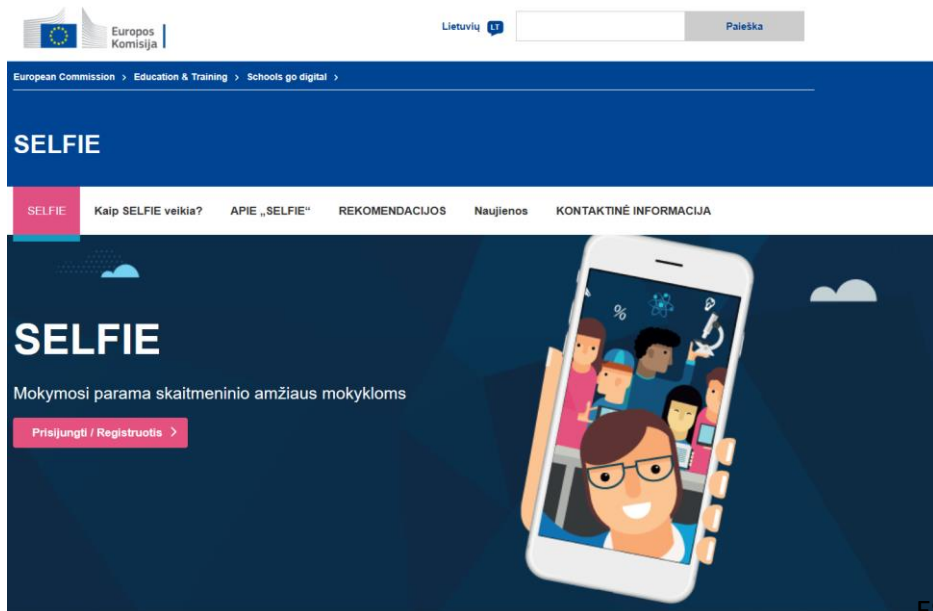 Europos
Komisija
Lietuvių LT
Paieška
European Commission > Education & Training > Schools go digital >
SELFIE
SELFIE Kaip SELFIE veikia? APIE „SELFIE“ REKOMENDACIJOS Naujienos KONTAKTINĖ INFORMACIJA
%
SELFIE
Mokymosi parama skaitmeninio amžiaus mokykloms
Prisijungti / Registruotis >